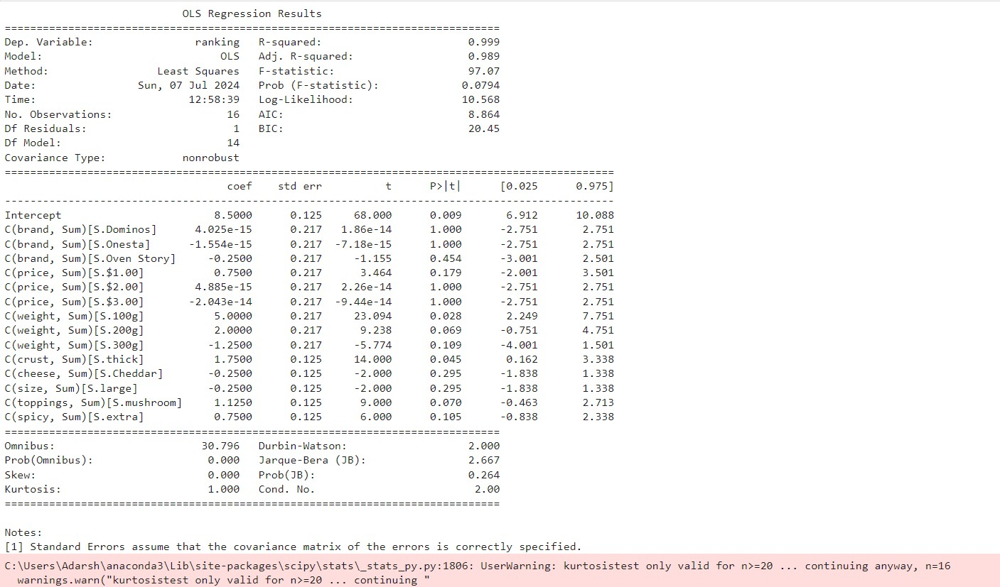 OLS Regression Results
==============================================================================
Dep. Variable:                ranking   R-squared:                       0.999
Model:                            OLS   Adj. R-squared:                  0.989
Method:                 Least Squares   F-statistic:                     97.07
Date:                Sun, 07 Jul 2024   Prob (F-statistic):             0.0794
Time:                        12:58:39   Log-Likelihood:                 10.568
No. Observations:                  16   AIC:                             8.864
Df Residuals:                       1   BIC:                             20.45
Df Model:                          14
Covariance Type:            nonrobust
================================================================================================
                                   coef    std err          t      P>|t|      [0.025      0.975]
------------------------------------------------------------------------------------------------
Intercept                        8.5000      0.125     68.000      0.009       6.912      10.088
C(brand, Sum)[S.Dominos]      4.025e-15      0.217   1.86e-14      1.000      -2.751       2.751
C(brand, Sum)[S.Onesta]      -1.554e-15      0.217  -7.18e-15      1.000      -2.751       2.751
C(brand, Sum)[S.Oven Story]     -0.2500      0.217     -1.155      0.454      -3.001       2.501
C(price, Sum)[S.$1.00]           0.7500      0.217      3.464      0.179      -2.001       3.501
C(price, Sum)[S.$2.00]        4.885e-15      0.217   2.26e-14      1.000      -2.751       2.751
C(price, Sum)[S.$3.00]       -2.043e-14      0.217  -9.44e-14      1.000      -2.751       2.751
C(weight, Sum)[S.100g]           5.0000      0.217     23.094      0.028       2.249       7.751
C(weight, Sum)[S.200g]           2.0000      0.217      9.238      0.069      -0.751       4.751
C(weight, Sum)[S.300g]          -1.2500      0.217     -5.774      0.109      -4.001       1.501
C(crust, Sum)[S.thick]           1.7500      0.125     14.000      0.045       0.162       3.338
C(cheese, Sum)[S.Cheddar]       -0.2500      0.125     -2.000      0.295      -1.838       1.338
C(size, Sum)[S.large]           -0.2500      0.125     -2.000      0.295      -1.838       1.338
C(toppings, Sum)[S.mushroom]     1.1250      0.125      9.000      0.070      -0.463       2.713
C(spicy, Sum)[S.extra]           0.7500      0.125      6.000      0.105      -0.838       2.338
==============================================================================
Omnibus:                       30.796   Durbin-Watson:                   2.000
Prob(Omnibus):                  0.000   Jarque-Bera (JB):                2.667
Skew:                           0.000   Prob(JB):                        0.264
Kurtosis:                       1.000   Cond. No.                         2.00
==============================================================================
Notes:
[1] Standard Errors assume that the covariance matrix of the errors is correctly specified.
C:\Users\Adarsh\anaconda3\Lib\site-packages\scipy\stats\_stats_py.py:1806: UserWarning: kurtosistest only valid for n>=20 ... continuing anyway, n=16
  warnings.warn("kurtosistest only valid for n>=20 ... continuing "